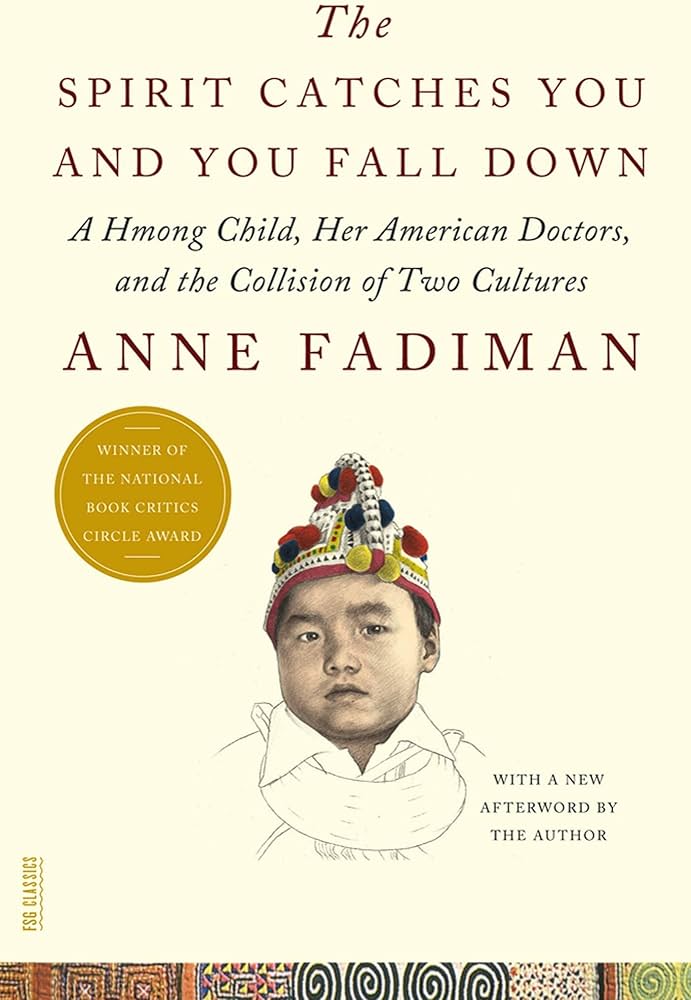 The
SPIRIT CATCHES YOU
AND YOU FALL DOWN
A Hmong Child, Her American Doctors,
and the Collision of Two Cultures
ANNE FADIMAN
WINNER OF
THE NATIONAL
BOOK CRITICS
CIRCLE AWARD
WITH A NEW
AFTERWORD BY
THE AUTHOR
FSG CLASSICS